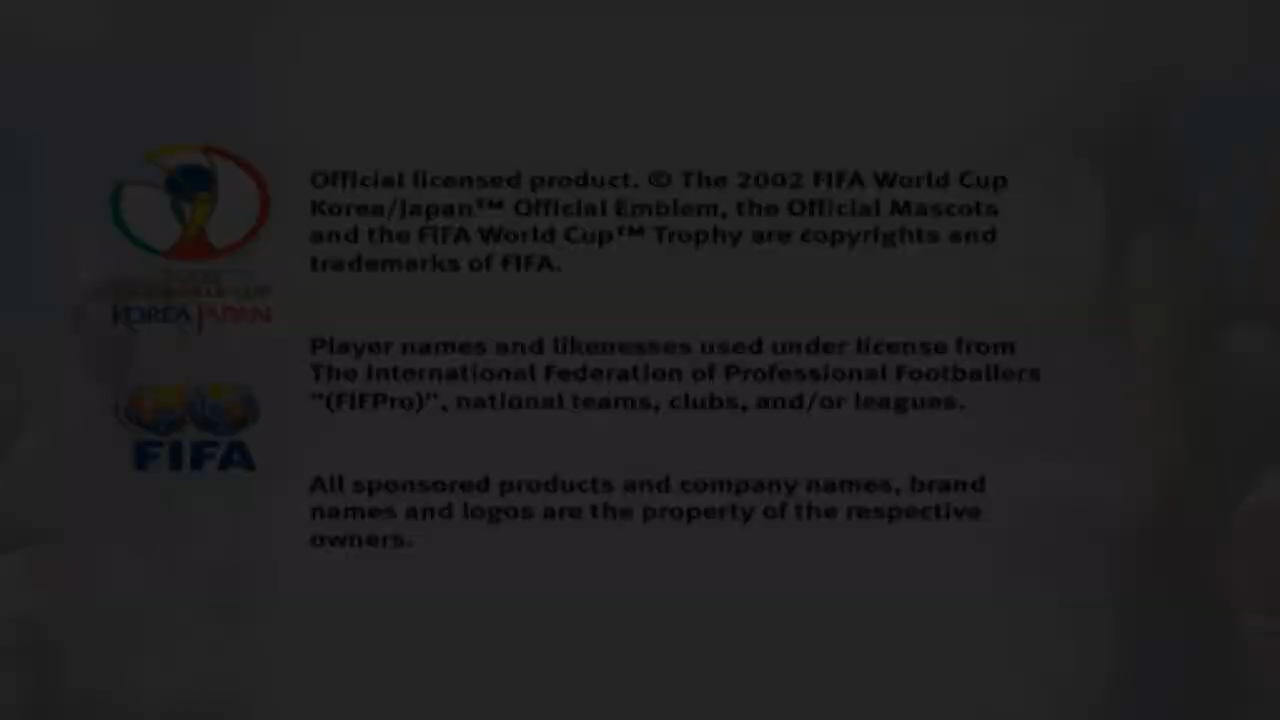 Official licensed product. © The 2002 FIFA World Cup
Korea/Japan™ Official Emblem, the Official Mascots
and the FIFA World Cup™ Trophy are copyrights and
trademarks of FIFA.
KOREA JAPAN
Player names and likenesses used under license from
The International Federation of Professional Footballers
"(FIFPro)", national teams, clubs, and/or leagues.
FIFA
All sponsored products and company names, brand
names and logos are the property of the respective
owners.